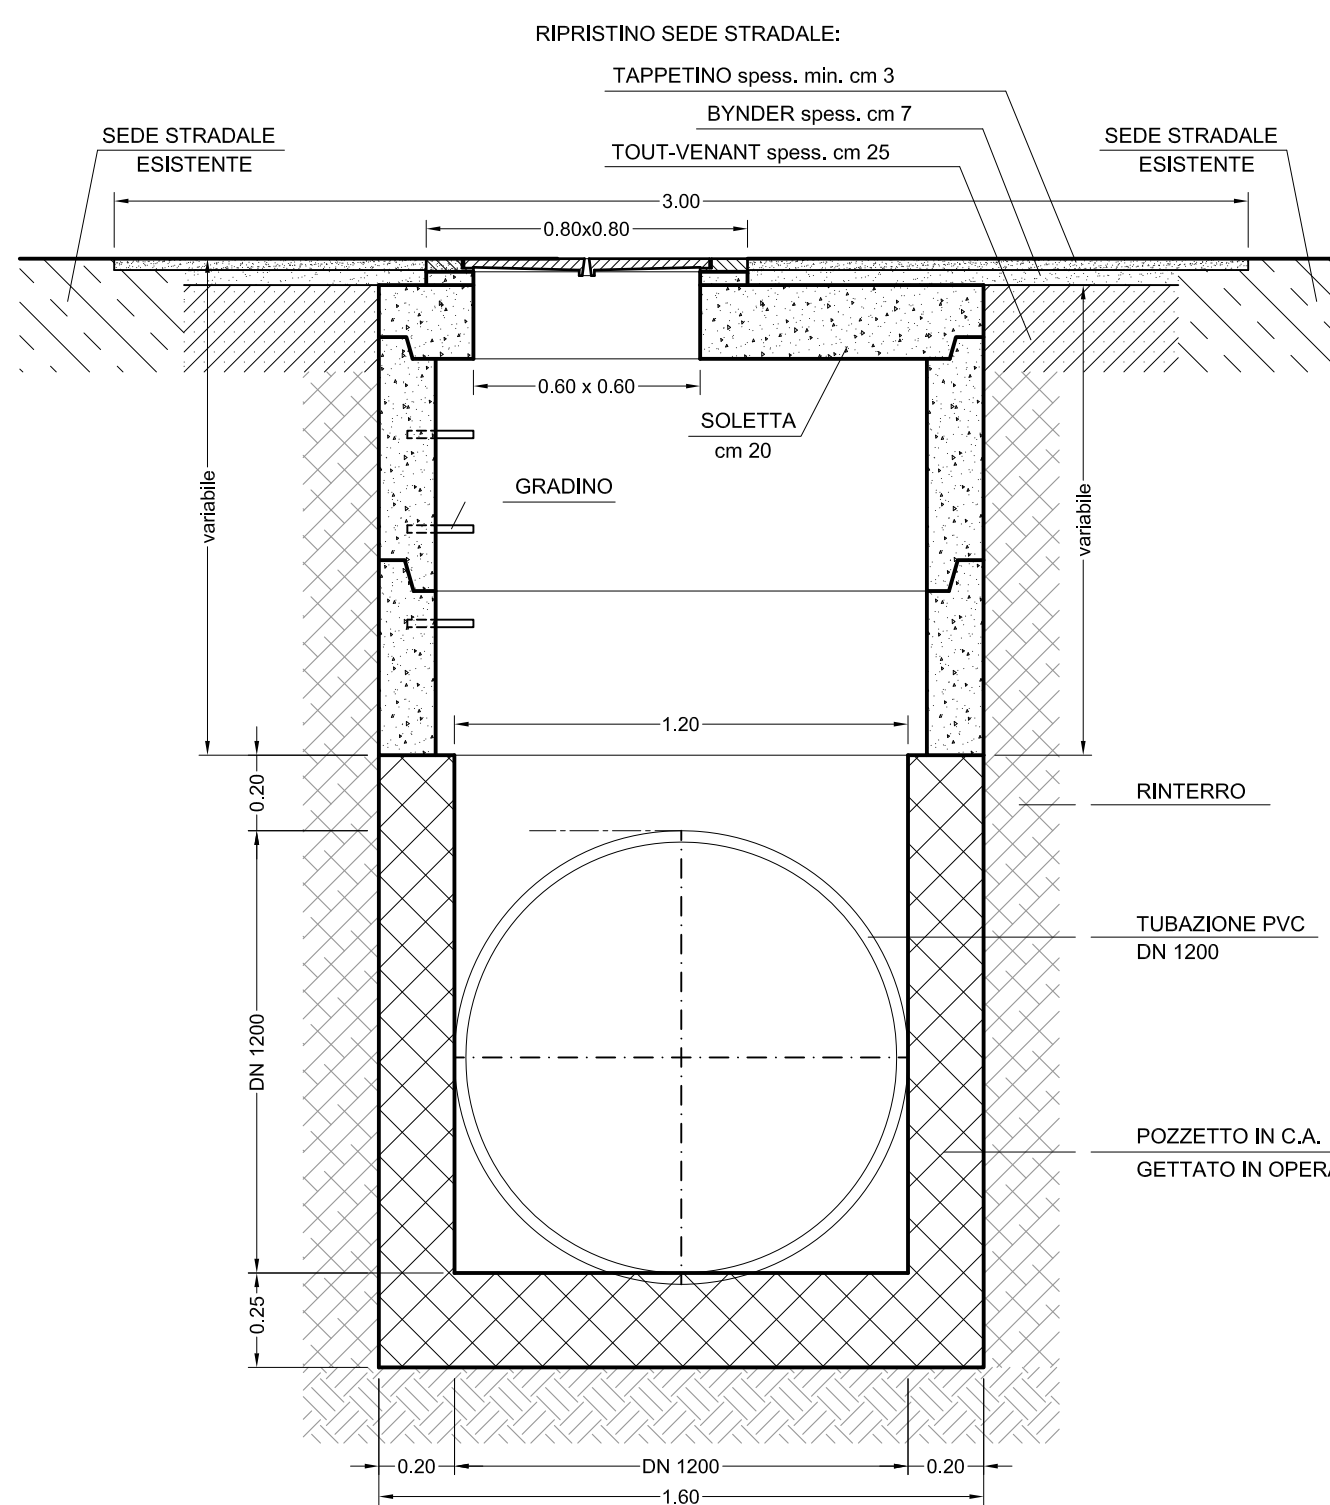 RIPRISTINO SEDE STRADALE:
TAPPETINO spess. min. cm 3
BYNDER spess. cm 7
TOUT-VENANT spess. cm 25
SEDE STRADALE
ESISTENTE
SEDE STRADALE
ESISTENTE
3.00
0.80x0.80
0.60 x 0.60
SOLETTA
cm 20
GRADINO
variabile
variabile
1.20
0.20
RINTERRO
TUBAZIONE PVC
DN 1200
DN 1200
POZZETTO IN C.A.
GETTATO IN OPERA
0.25
0.20
DN 1200
0.20
1.60